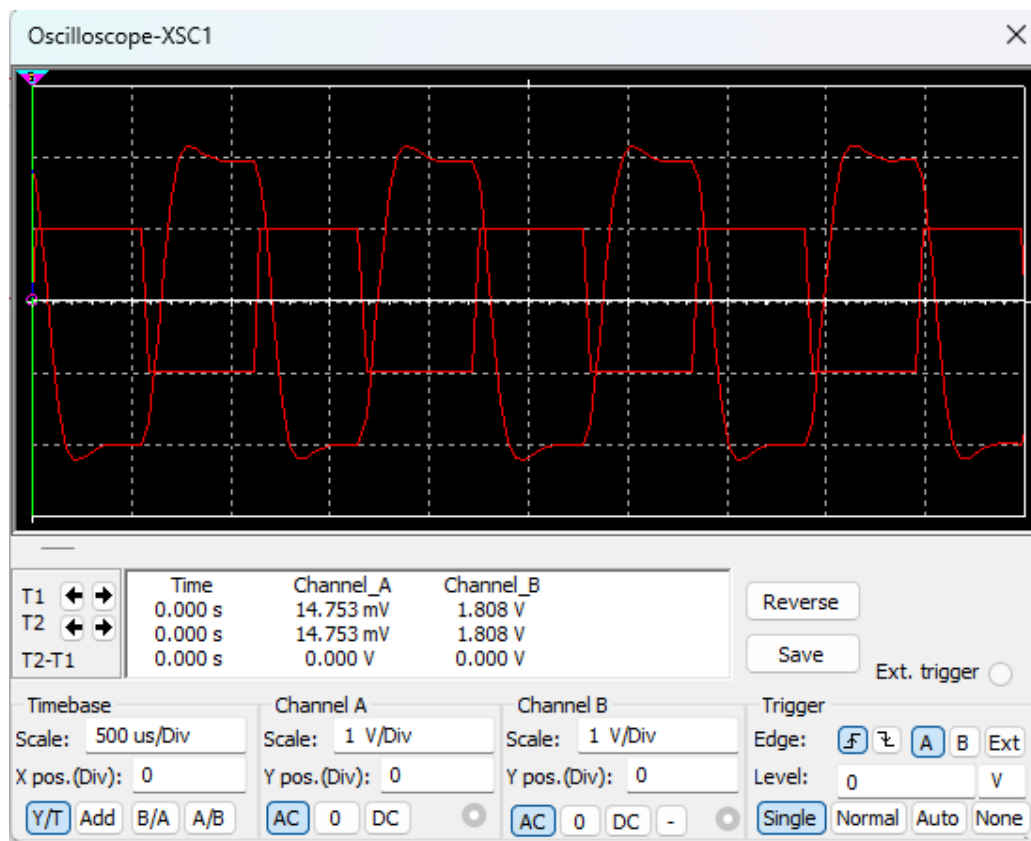 Oscilloscope-XSC1
Time Channel_A Channel_B
T1 0.000 s 14.753 mV 1.808 V
T2 0.000 s 14.753 mV 1.808 V
T2-T1 0.000 s 0.000 V 0.000 V
Reverse
Save
Ext. trigger
Timebase
Scale: 500 us/Div
X pos.(Div): 0
Y/T Add B/A A/B
Channel A
Scale: 1 V/Div
Y pos.(Div): 0
AC 0 DC
Channel B
Scale: 1 V/Div
Y pos.(Div): 0
AC 0 DC -
Trigger
Edge: A B Ext
Level: 0 V
Single Normal Auto None